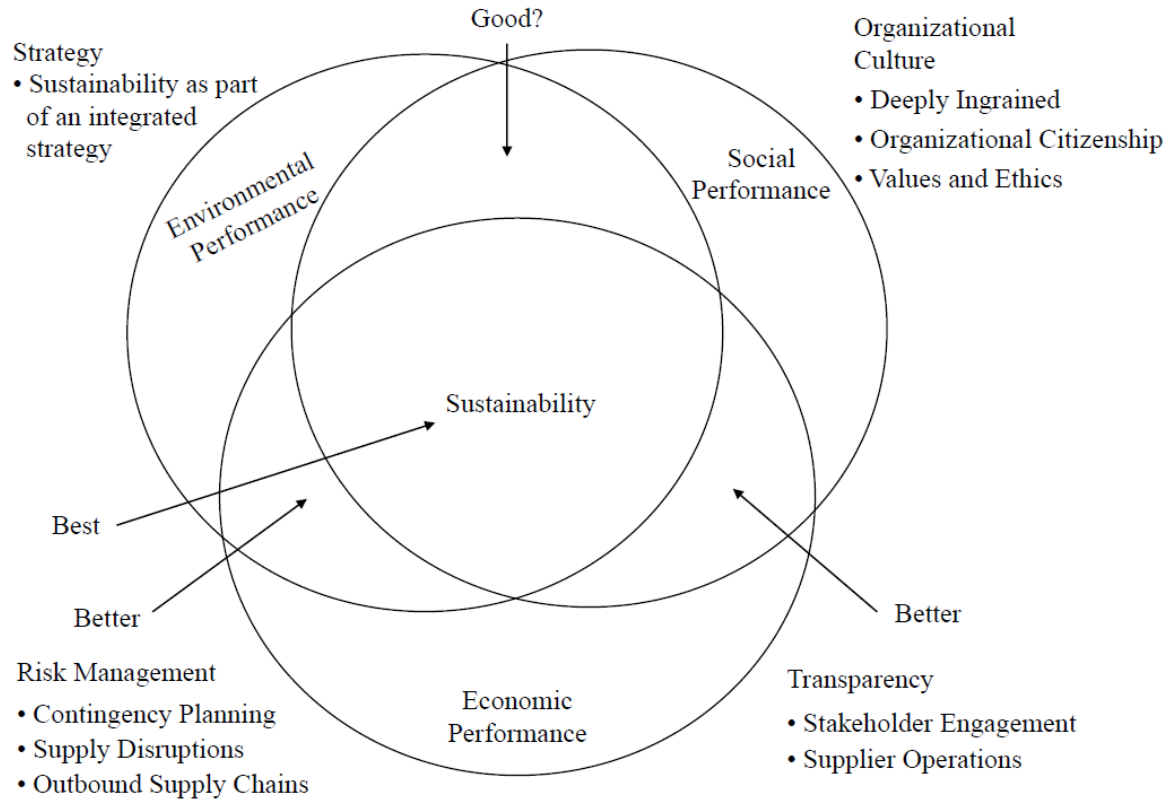 Good?
Strategy
• Sustainability as part
of an integrated
strategy
Organizational
Culture
• Deeply Ingrained
• Organizational Citizenship
• Values and Ethics
Environmental
Performance
Social
Performance
Sustainability
Best
Better
Better
Risk Management
• Contingency Planning
• Supply Disruptions
• Outbound Supply Chains
Economic
Performance
Transparency
• Stakeholder Engagement
• Supplier Operations